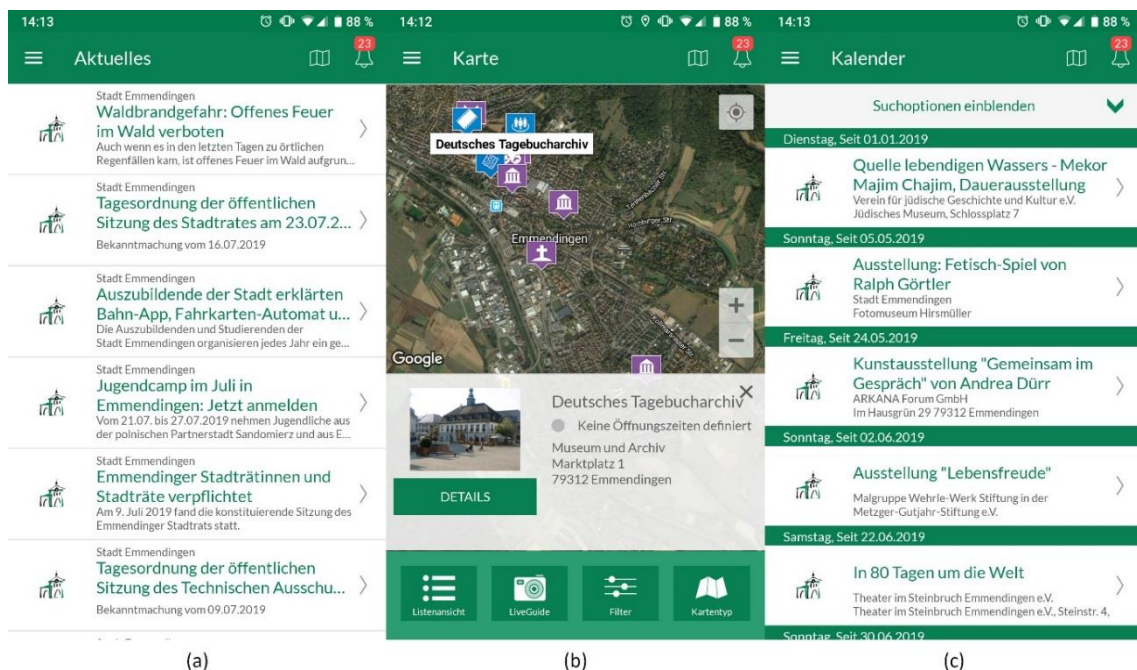 14:13
88 %
Aktuelles
23
Stadt Emmendingen
Waldbrandgefahr: Offenes Feuer
im Wald verboten
Auch wenn es in den letzten Tagen zu örtlichen
Regenfällen kam, ist offenes Feuer im Wald aufgrun...
Stadt Emmendingen
Tagesordnung der öffentlichen
Sitzung des Stadtrates am 23.07.2...
Bekanntmachung vom 16.07.2019
Stadt Emmendingen
Auszubildende der Stadt erklärten
Bahn-App, Fahrkarten-Automat u...
Die Auszubildenden und Studierenden der
Stadt Emmendingen organisieren jedes Jahr ein ge...
Stadt Emmendingen
Jugendcamp im Juli in
Emmendingen: Jetzt anmelden
Vom 21.07. bis 27.07.2019 nehmen Jugendliche aus
der polnischen Partnerstadt Sandomierz und aus E...
Stadt Emmendingen
Emmendinger Stadträtinnen und
Stadträte verpflichtet
Am 9. Juli 2019 fand die konstituierende Sitzung des
Emmendinger Stadtrats statt.
Stadt Emmendingen
Tagesordnung der öffentlichen
Sitzung des Technischen Ausschu...
Bekanntmachung vom 09.07.2019
(a)
14:12
88 %
Karte
23
Deutsches Tagebucharchiv
Emmendingen
Google
Deutsches Tagebucharchiv
Keine Öffnungszeiten definiert
Museum und Archiv
Marktplatz 1
79312 Emmendingen
DETAILS
Listenansicht
LiveGuide
Filter
Kartentyp
(b)
14:13
88 %
Kalender
23
Suchoptionen einblenden
Dienstag, Seit 01.01.2019
Quelle lebendigen Wassers - Mekor
Majim Chajim, Dauerausstellung
Verein für jüdische Geschichte und Kultur e.V.
Jüdisches Museum, Schlossplatz 7
Sonntag, Seit 05.05.2019
Ausstellung: Fetisch-Spiel von
Ralph Görtler
Stadt Emmendingen
Fotomuseum Hirsmüller
Freitag, Seit 24.05.2019
Kunstausstellung "Gemeinsam im
Gespräch" von Andrea Dürr
ARKANA Forum GmbH
Im Hausgrün 29 79312 Emmendingen
Sonntag, Seit 02.06.2019
Ausstellung "Lebensfreude"
Malgruppe Wehrle-Werk Stiftung in der
Metzger-Gutjahr-Stiftung e.V.
Samstag, Seit 22.06.2019
In 80 Tagen um die Welt
Theater im Steinbruch Emmendingen e.V.
Theater im Steinbruch Emmendingen e.V., Steinstr. 4,
Sonntag, Seit 30.06.2019
(c)